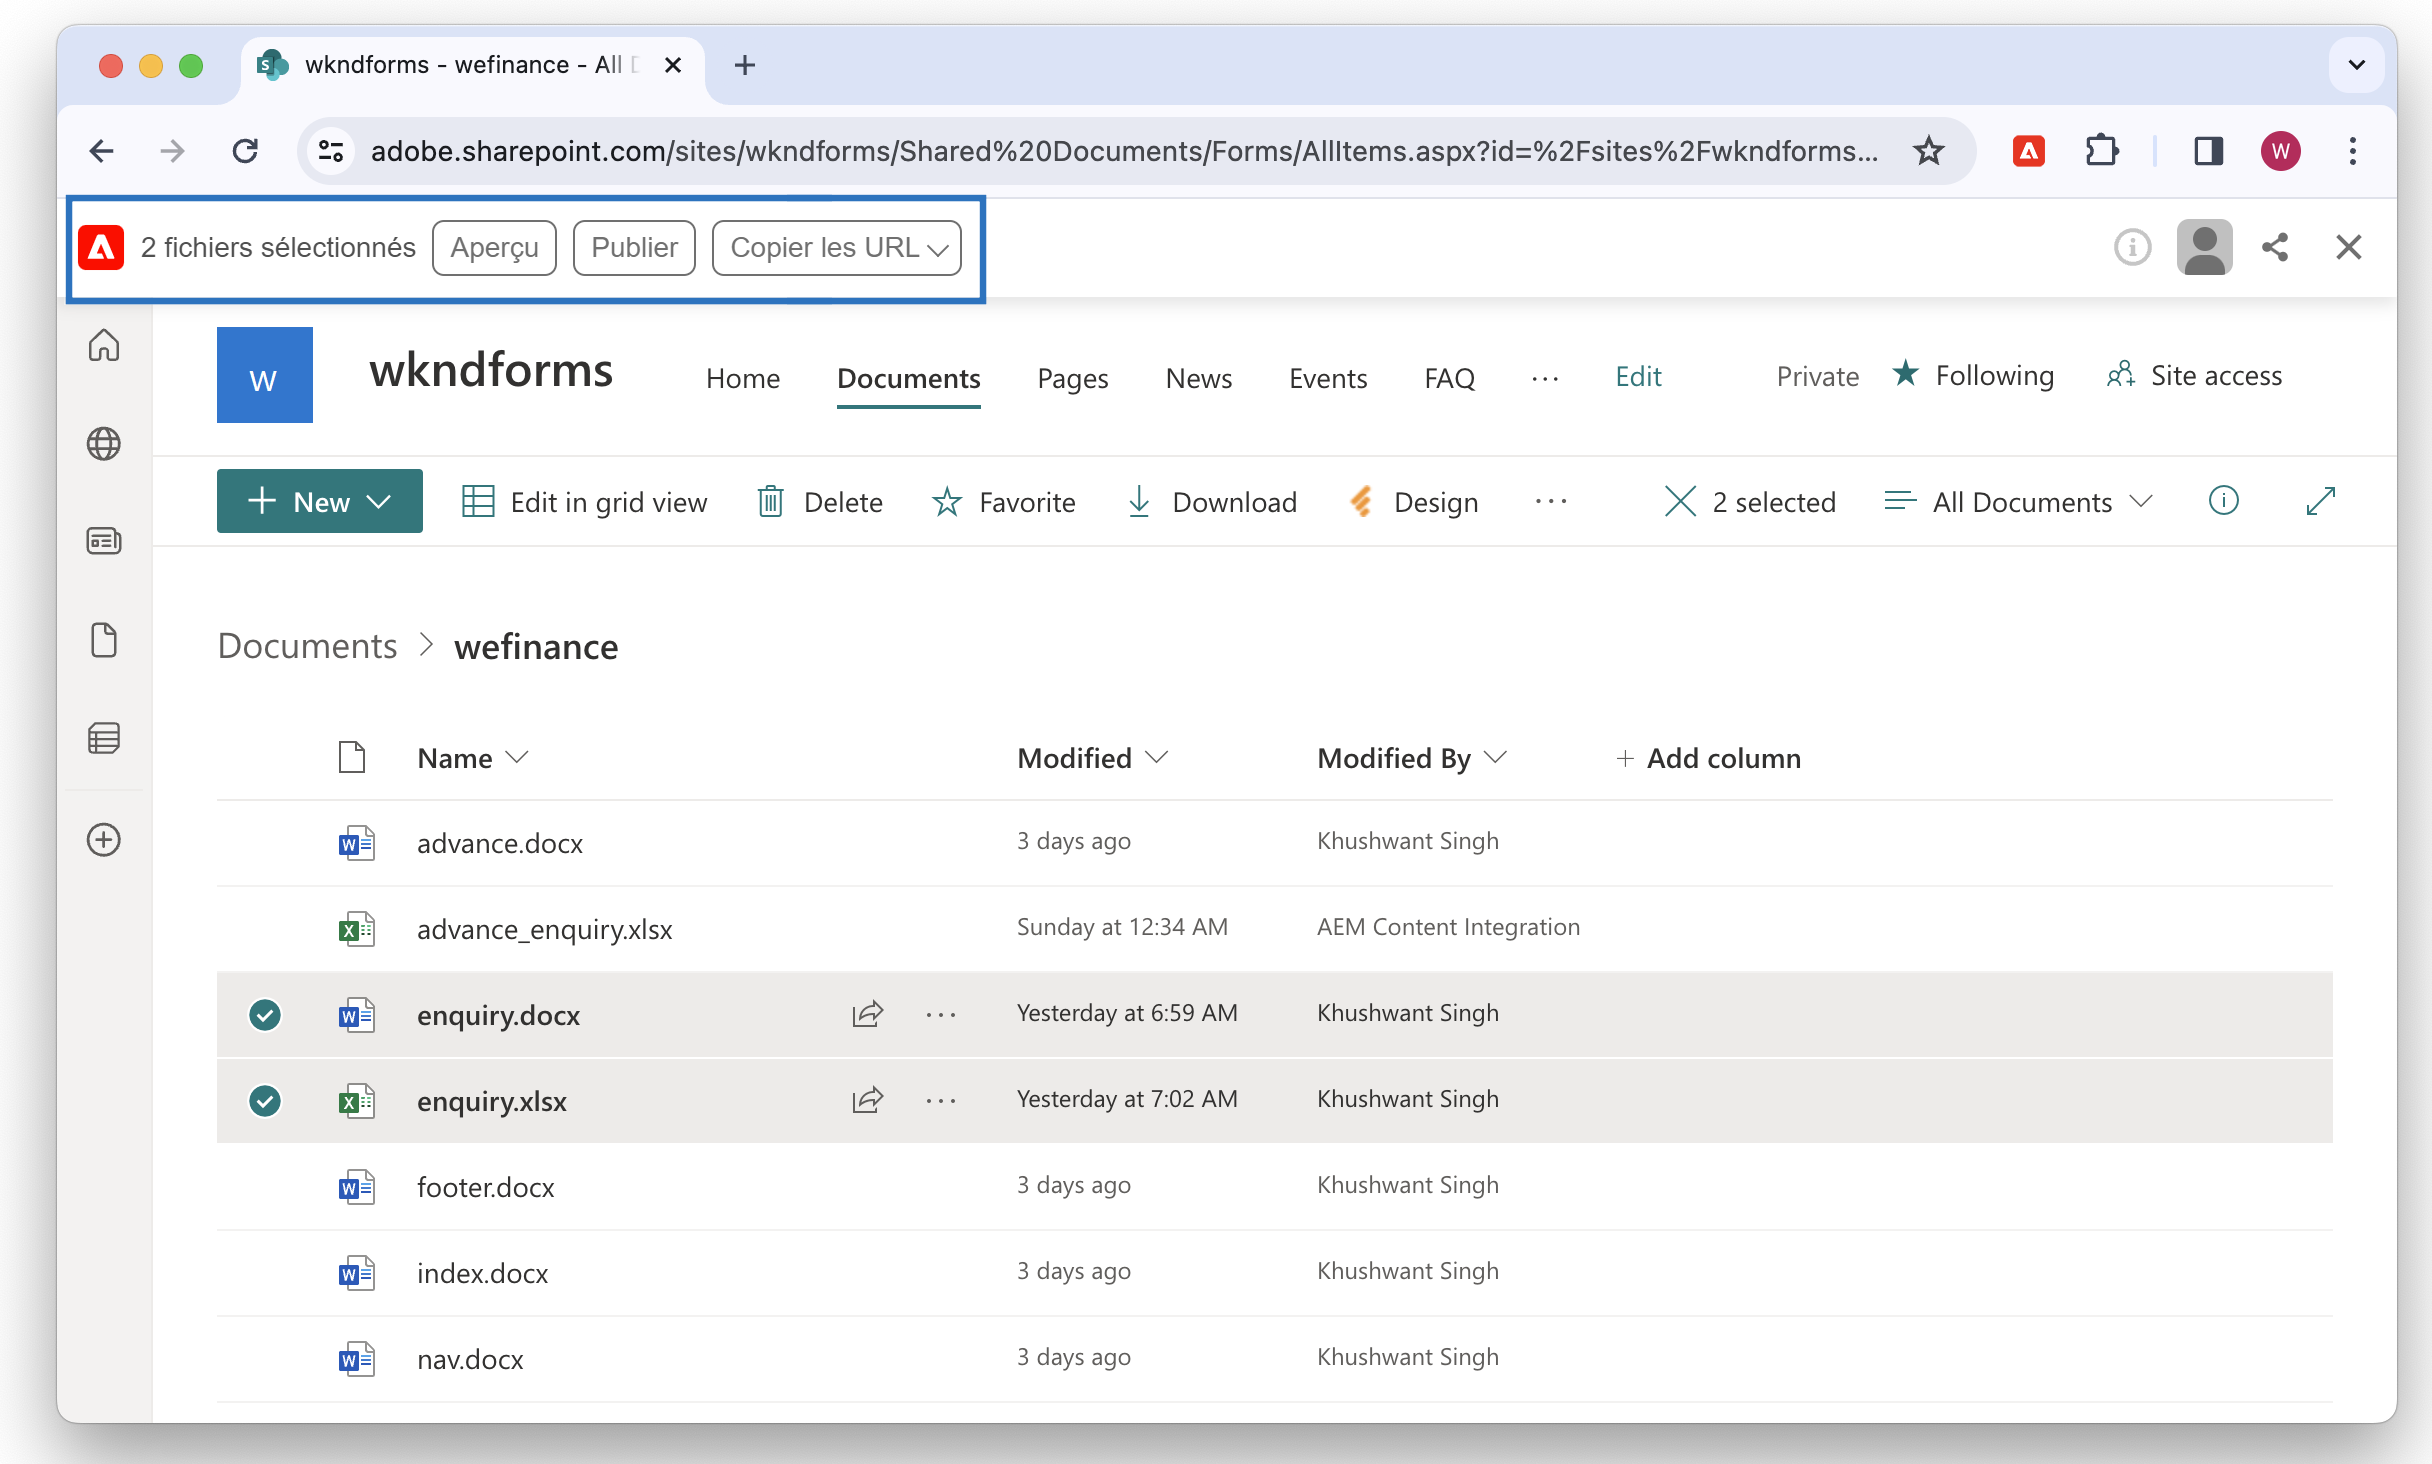 wkndforms - wefinance - All
adobe.sharepoint.com/sites/wkndforms/Shared%20Documents/Forms/AllItems.aspx?id=%2Fsites%2Fwkndforms...
W
2 fichiers sélectionnés Aperçu Publier Copier les URL
W wkndforms Home Documents Pages News Events FAQ ... Edit Private Following Site access
New Edit in grid view Delete Favorite Download Design ... 2 selected All Documents
Documents > wefinance
Name Modified Modified By + Add column
advance.docx 3 days ago Khushwant Singh
advance_enquiry.xlsx Sunday at 12:34 AM AEM Content Integration
enquiry.docx ... Yesterday at 6:59 AM Khushwant Singh
enquiry.xlsx ... Yesterday at 7:02 AM Khushwant Singh
footer.docx 3 days ago Khushwant Singh
index.docx 3 days ago Khushwant Singh
nav.docx 3 days ago Khushwant Singh